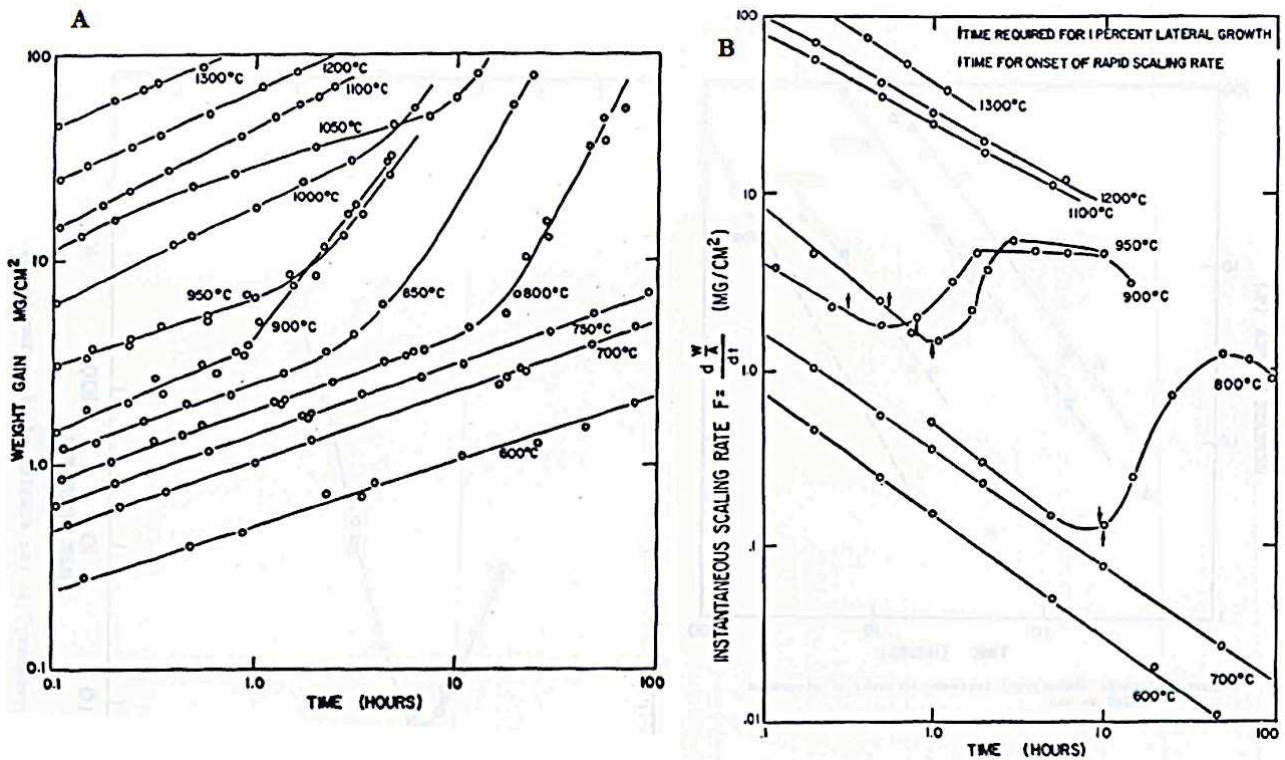 A
WEIGHT GAIN MG/CM²
100
10
1.0
0.1
0.1
1.0
10
100
TIME (HOURS)
1300°C
1200°C
1100°C
1050°C
1000°C
950°C
900°C
850°C
800°C
750°C
700°C
600°C
B
INSTANTANEOUS SCALING RATE F = d W/A / dt (MG/CM²)
100
10
1.0
.1
.01
.1
1.0
1.0
100
TIME (HOURS)
TIME REQUIRED FOR 1 PERCENT LATERAL GROWTH
TIME FOR ONSET OF RAPID SCALING RATE
1300°C
1200°C
1100°C
950°C
900°C
800°C
700°C
600°C